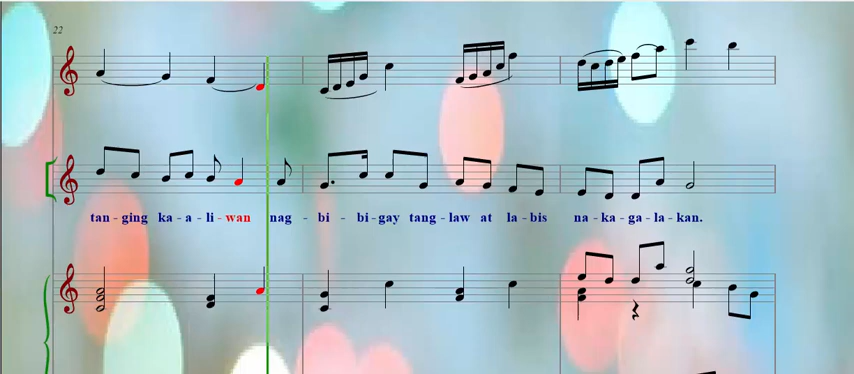 22
tan - ging ka - a - li - wan nag - bi - bi - gay tang - law at la - bis na - ka - ga - la - kan.